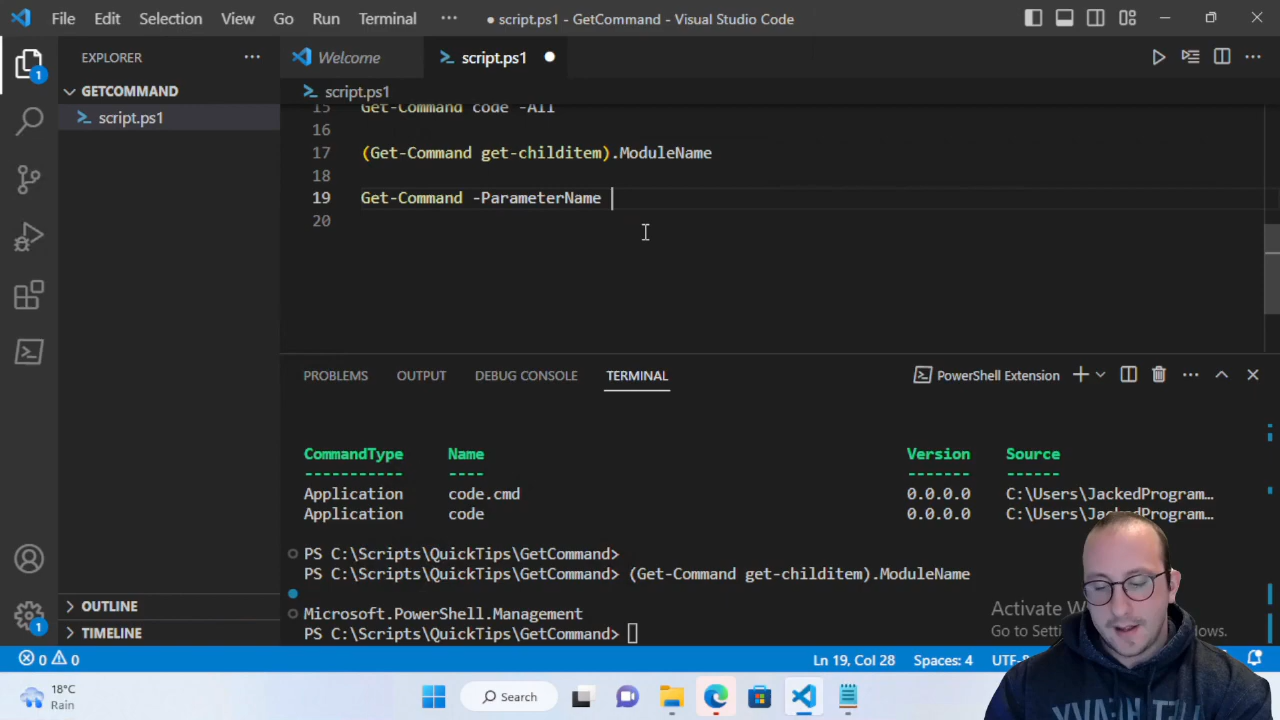 File Edit Selection View Go Run Terminal ··· ● script.ps1 - GetCommand - Visual Studio Code
EXPLORER ···
Welcome
script.ps1
GETCOMMAND
script.ps1
script.ps1
15 Get-Command code -All
16
17 (Get-Command get-childitem).ModuleName
18
19 Get-Command -ParameterName
20
1
PROBLEMS OUTPUT DEBUG CONSOLE TERMINAL PowerShell Extension
CommandType Name Version Source
----------- ---- ------- ------
Application code.cmd 0.0.0.0 C:\Users\JackedProgram…
Application code 0.0.0.0 C:\Users\JackedProgram…
PS C:\Scripts\QuickTips\GetCommand>
PS C:\Scripts\QuickTips\GetCommand> (Get-Command get-childitem).ModuleName
Microsoft.PowerShell.Management
PS C:\Scripts\QuickTips\GetCommand>
OUTLINE
TIMELINE
1
Activate
Go to
0 0 Ln 19, Col 28 Spaces: 4
18°C
Rain
Search